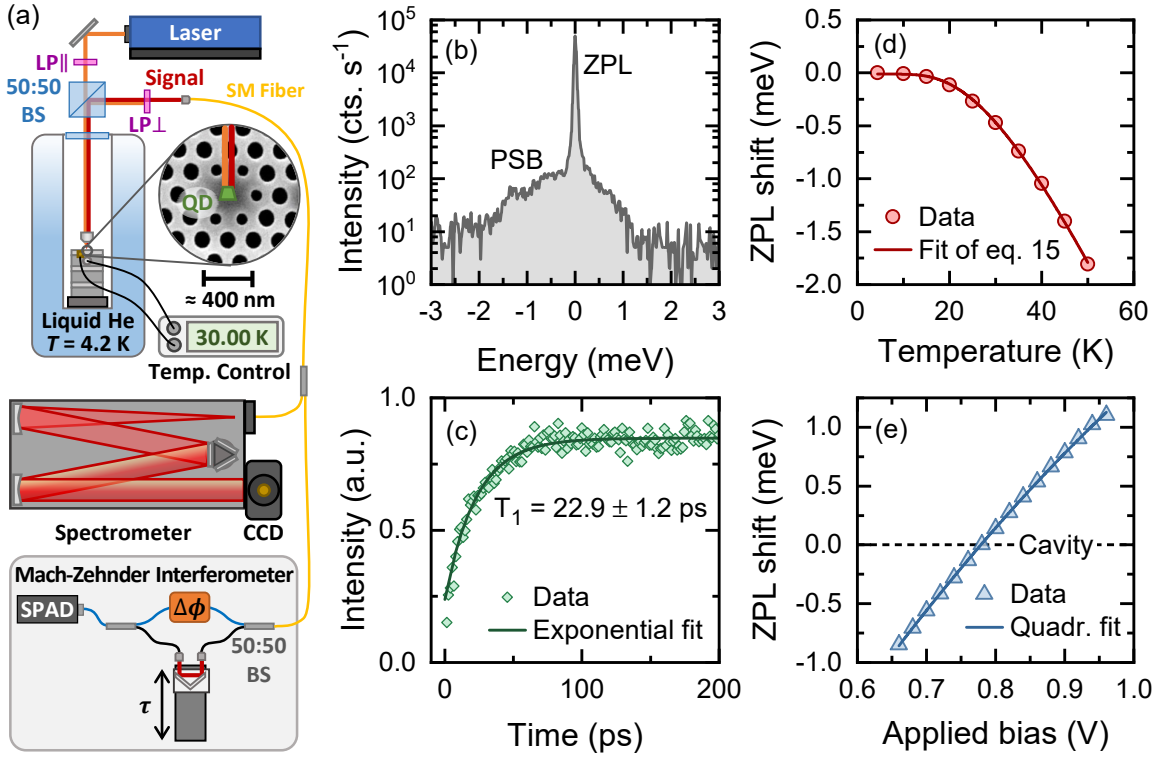 (a)
Laser
LP∥
50:50
BS
Signal
SM Fiber
LP⊥
QD
≈ 400 nm
Liquid He
T = 4.2 K
30.00 K
Temp. Control
Spectrometer
CCD
Mach-Zehnder Interferometer
SPAD
Δϕ
50:50
BS
τ
(b)
ZPL
PSB
Intensity (cts. s⁻¹)
10⁵
10⁴
10³
10²
10¹
10⁰
-3 -2 -1 0 1 2 3
Energy (meV)
(c)
T₁ = 22.9 ± 1.2 ps
Data
Exponential fit
Intensity (a.u.)
1.0
0.5
0.0
0 100 200
Time (ps)
(d)
Data
Fit of eq. 15
ZPL shift (meV)
0.0
-0.5
-1.0
-1.5
-2.0
0 20 40 60
Temperature (K)
(e)
Cavity
Data
Quadr. fit
ZPL shift (meV)
1.0
0.5
0.0
-0.5
-1.0
0.6 0.7 0.8 0.9 1.0
Applied bias (V)